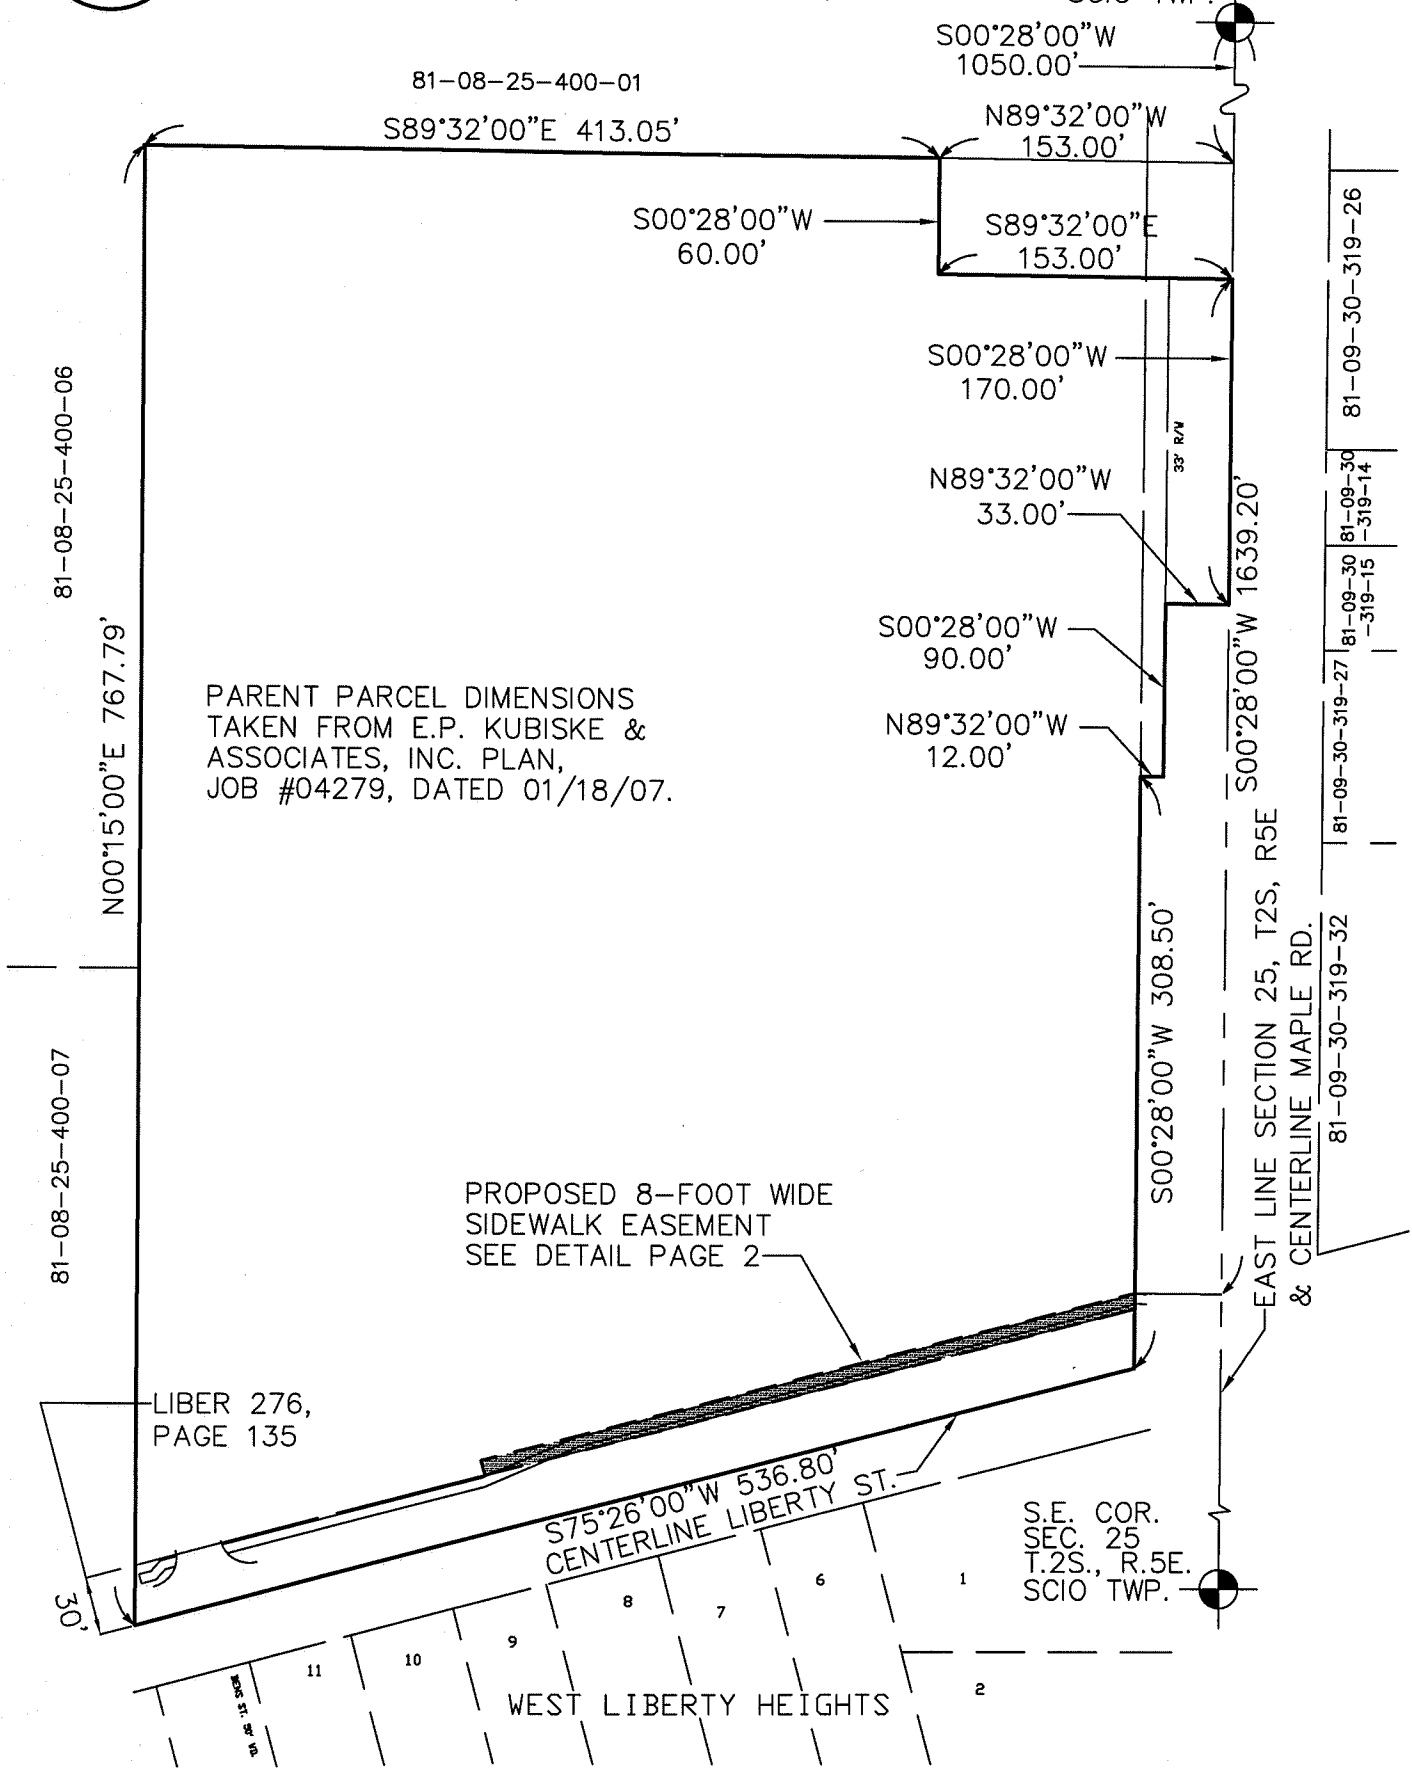 S00°28'00"W
1050.00'
81-08-25-400-01
S89°32'00"E 413.05'
N89°32'00"W
153.00'
S00°28'00"W
60.00'
S89°32'00"E
153.00'
81-09-30-319-26
S00°28'00"W
170.00'
33' R/W
81-08-25-400-06
N89°32'00"W
33.00'
81-09-30
-319-14
S00°28'00"W 1639.20'
81-09-30
-319-15
S00°28'00"W
90.00'
N00°15'00"E 767.79'
PARENT PARCEL DIMENSIONS
TAKEN FROM E.P. KUBISKE &
ASSOCIATES, INC. PLAN,
JOB #04279, DATED 01/18/07.
N89°32'00"W
12.00'
81-09-30-319-27
S00°28'00"W 308.50'
EAST LINE SECTION 25, T2S, R5E
& CENTERLINE MAPLE RD.
81-09-30-319-32
81-08-25-400-07
PROPOSED 8-FOOT WIDE
SIDEWALK EASEMENT
SEE DETAIL PAGE 2
LIBER 276,
PAGE 135
30'
S75°26'00"W 536.80'
CENTERLINE LIBERTY ST.
S.E. COR.
SEC. 25
T.2S., R.5E.
SCIO TWP.
1
6
7
8
9
10
11
2
WEST LIBERTY HEIGHTS